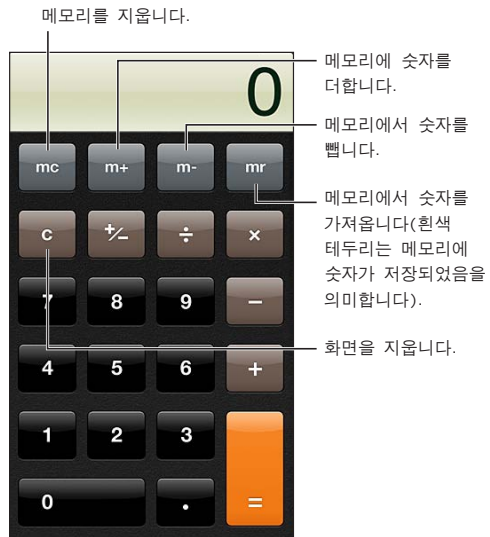 메모리를 지웁니다.
메모리에 숫자를
더합니다.
0
메모리에서 숫자를
뺍니다.
mc m+ m- mr
메모리에서 숫자를
가져옵니다(흰색
테두리는 메모리에
숫자가 저장되었음을
의미합니다).
c +/− ÷ ×
7 8 9 −
화면을 지웁니다.
4 5 6 +
1 2 3
0 . =